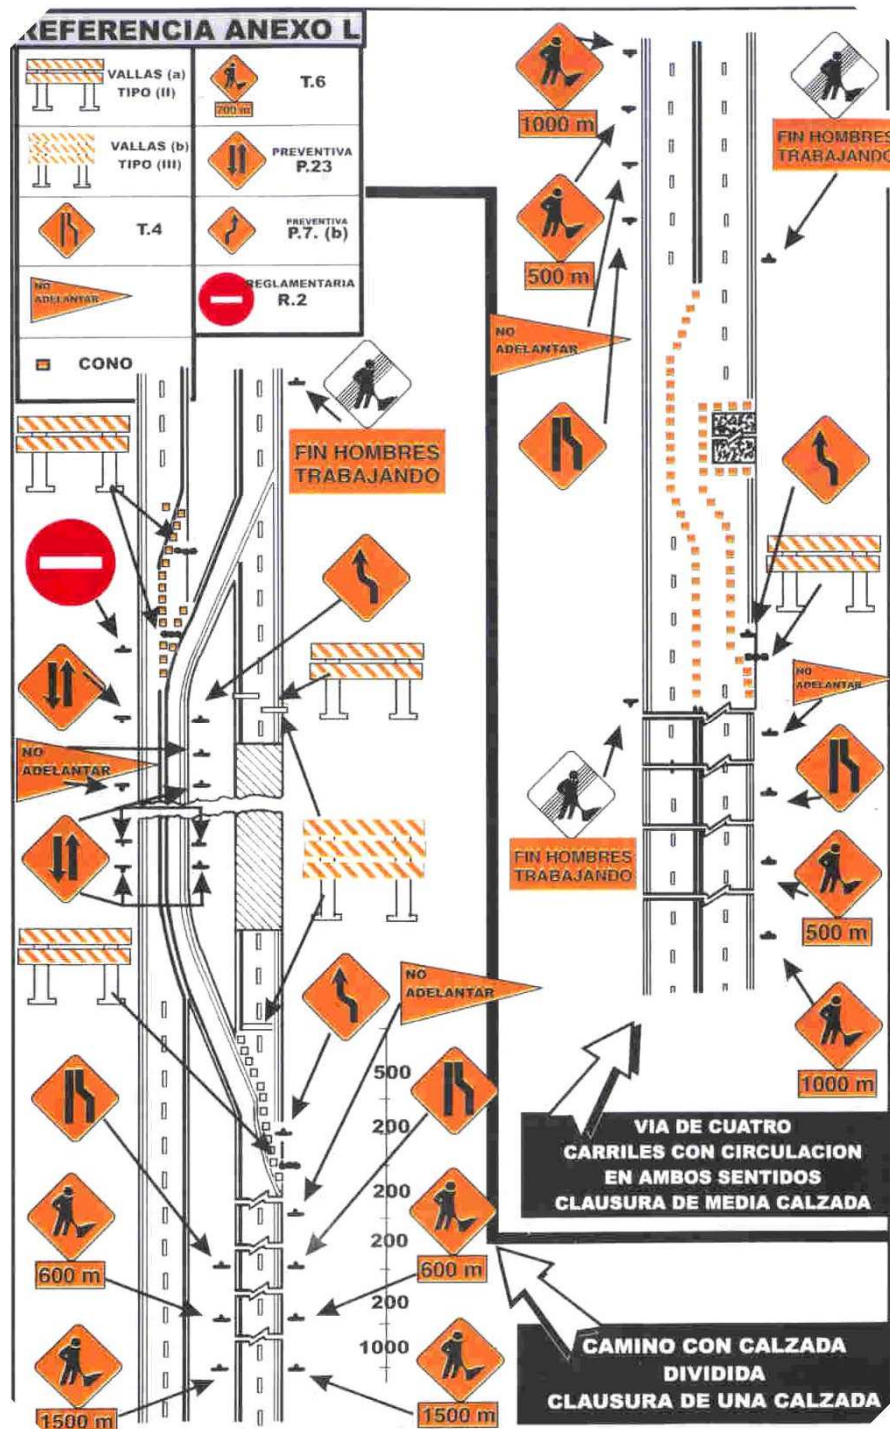 REFERENCIA ANEXO L
VALLAS (a)
TIPO (II)
700 m
T.6
VALLAS (b)
TIPO (III)
PREVENTIVA
P.23
T.4
PREVENTIVA
P.7. (b)
NO
ADELANTAR
REGLAMENTARIA
R.2
CONO
FIN HOMBRES
TRABAJANDO
NO
ADELANTAR
NO
ADELANTAR
500
200
200
200
200
1000
600 m
600 m
1500 m
1500 m
CAMINO CON CALZADA
DIVIDIDA
CLAUSURA DE UNA CALZADA
1000 m
FIN HOMBRES
TRABAJANDO
500 m
NO
ADELANTAR
NO
ADELANTAR
FIN HOMBRES
TRABAJANDO
500 m
1000 m
VIA DE CUATRO
CARRILES CON CIRCULACION
EN AMBOS SENTIDOS
CLAUSURA DE MEDIA CALZADA